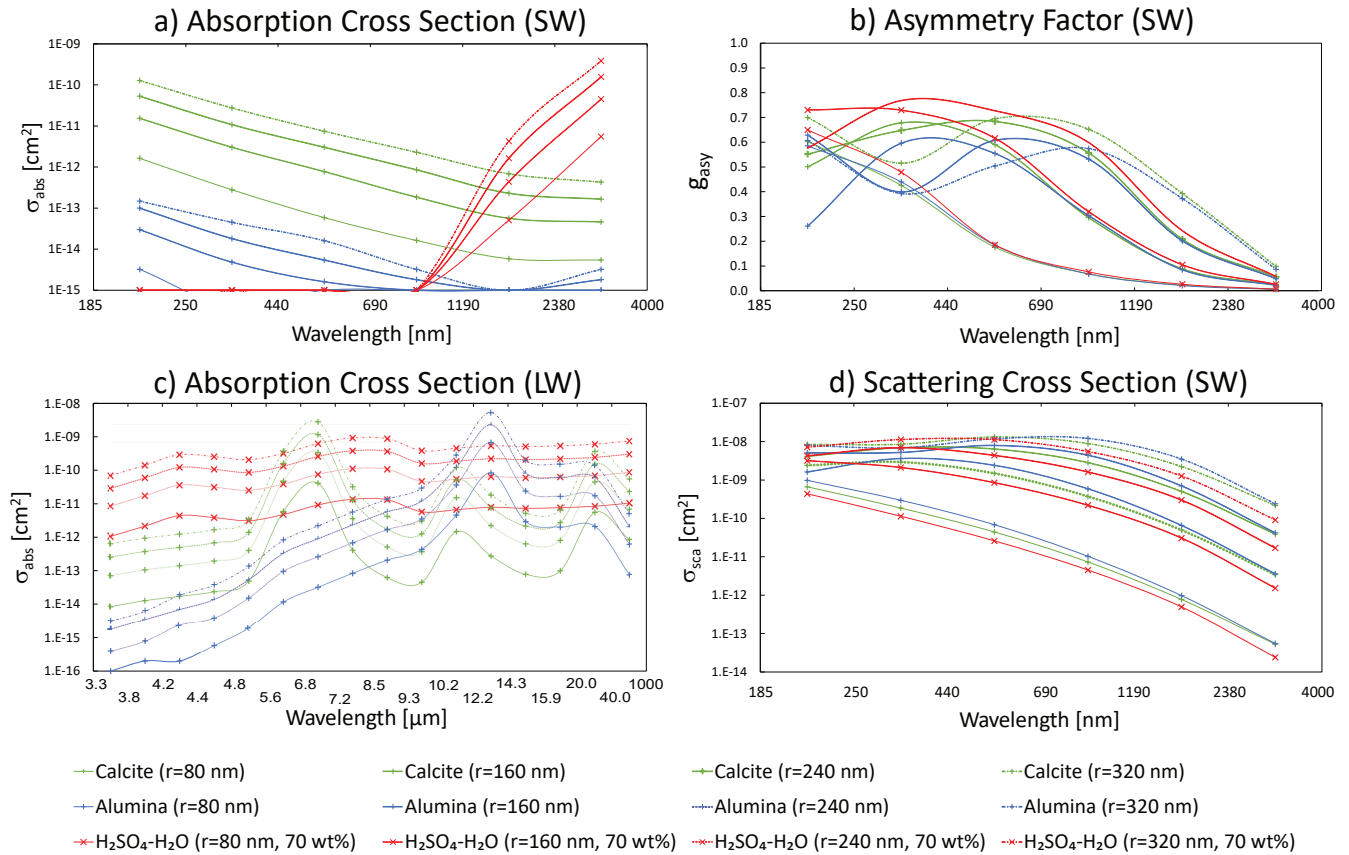 a) Absorption Cross Section (SW)
1E-09
1E-10
1E-11
1E-12
1E-13
1E-14
1E-15
σabs [cm²]
185 250 440 690 1190 2380 4000
Wavelength [nm]
b) Asymmetry Factor (SW)
1.0
0.9
0.8
0.7
0.6
0.5
0.4
0.3
0.2
0.1
0.0
gasy
185 250 440 690 1190 2380 4000
Wavelength [nm]
c) Absorption Cross Section (LW)
1.E-08
1.E-09
1.E-10
1.E-11
1.E-12
1.E-13
1.E-14
1.E-15
1.E-16
σabs [cm²]
3.3 4.2 4.8 6.8 8.5 10.2 14.3 20.0 1000
3.8 4.4 5.6 7.2 9.3 12.2 15.9 40.0
Wavelength [μm]
d) Scattering Cross Section (SW)
1.E-07
1.E-08
1.E-09
1.E-10
1.E-11
1.E-12
1.E-13
1.E-14
σsca [cm²]
185 250 440 690 1190 2380 4000
Wavelength [nm]
Calcite (r=80 nm) Calcite (r=160 nm) Calcite (r=240 nm) Calcite (r=320 nm)
Alumina (r=80 nm) Alumina (r=160 nm) Alumina (r=240 nm) Alumina (r=320 nm)
H₂SO₄-H₂O (r=80 nm, 70 wt%) H₂SO₄-H₂O (r=160 nm, 70 wt%) H₂SO₄-H₂O (r=240 nm, 70 wt%) H₂SO₄-H₂O (r=320 nm, 70 wt%)